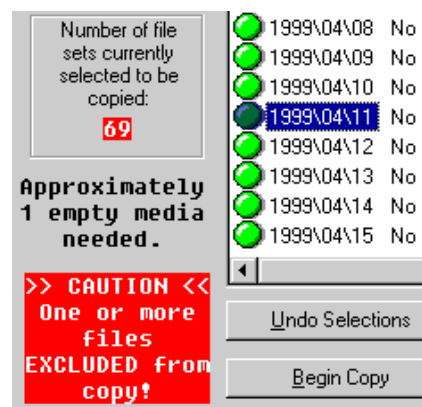 Number of file
sets currently
selected to be
copied:
69
Approximately
1 empty media
needed.
>> CAUTION <<
One or more
files
EXCLUDED from
copy!
1999\04\08 No
1999\04\09 No
1999\04\10 No
1999\04\11 No
1999\04\12 No
1999\04\13 No
1999\04\14 No
1999\04\15 No
Undo Selections
Begin Copy